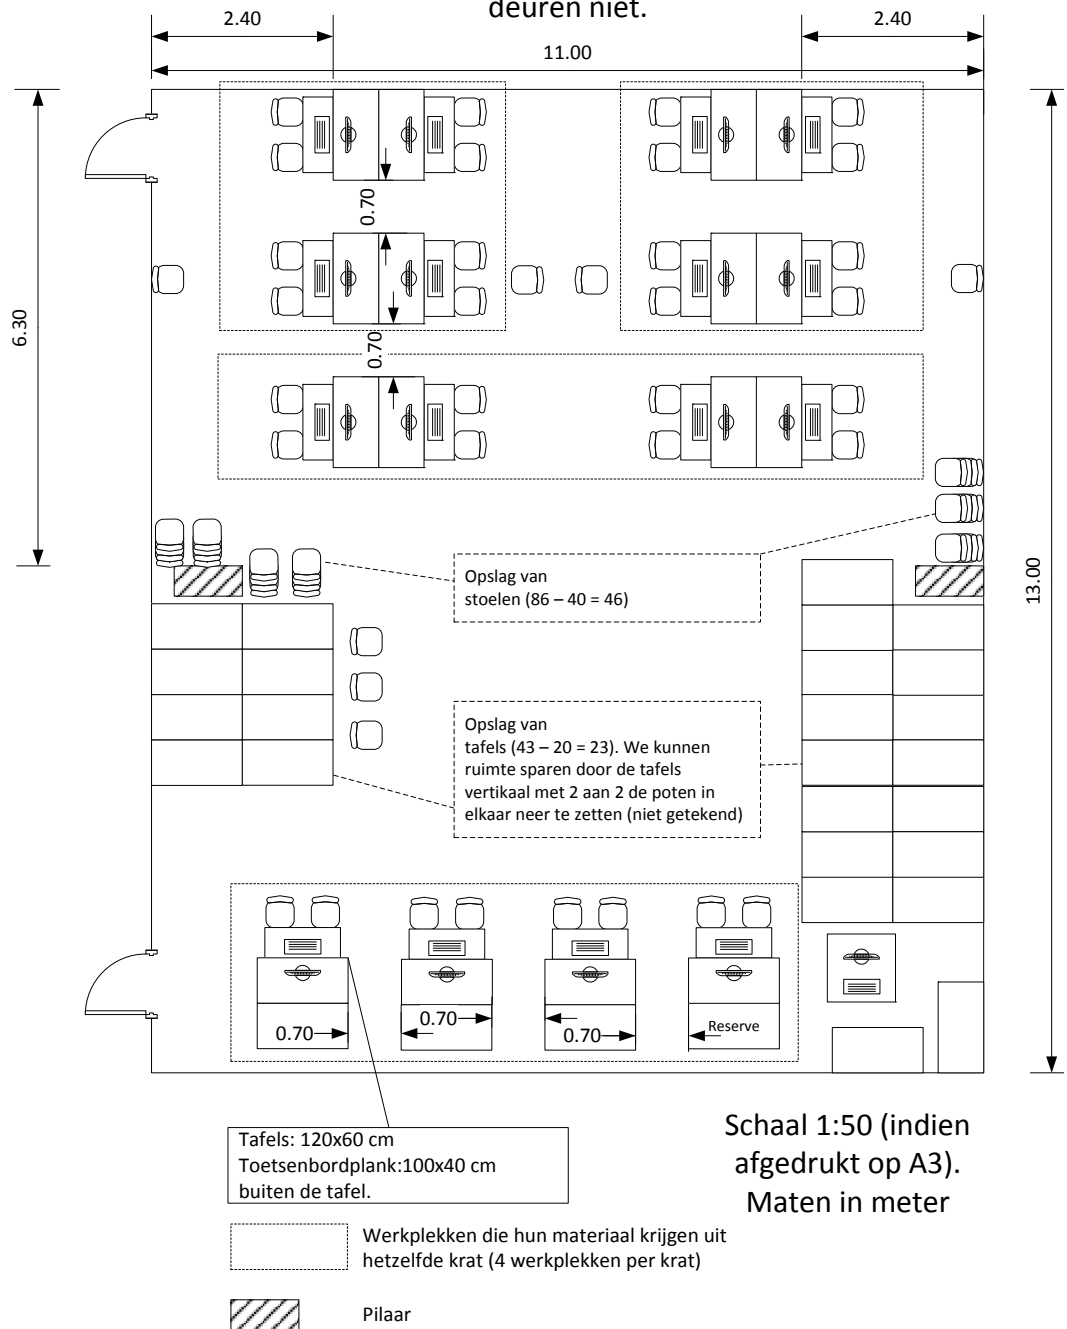 deuren niet.
2.40
2.40
11.00
0.70
6.30
0.70
13.00
Opslag van
stoelen (86 – 40 = 46)
Opslag van
tafels (43 – 20 = 23). We kunnen
ruimte sparen door de tafels
vertikaal met 2 aan 2 de poten in
elkaar neer te zetten (niet getekend)
0.70
0.70
0.70
Reserve
Tafels: 120x60 cm
Toetsenbordplank:100x40 cm
buiten de tafel.
Schaal 1:50 (indien
afgedrukt op A3).
Maten in meter
Werkplekken die hun materiaal krijgen uit
hetzelfde krat (4 werkplekken per krat)
Pilaar